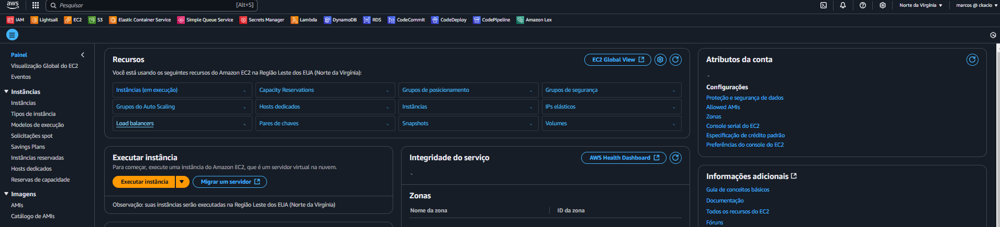 aws
Pesquisar [Alt+S] Norte da Virgínia marcos @ ckacio
IAM Lightsail EC2 S3 Elastic Container Service Simple Queue Service Secrets Manager Lambda DynamoDB RDS CodeCommit CodeDeploy CodePipeline Amazon Lex
Painel
Visualização Global do EC2
Eventos
Instâncias
Instâncias
Tipos de instância
Modelos de execução
Solicitações spot
Savings Plans
Instâncias reservadas
Hosts dedicados
Reservas de capacidade
Imagens
AMIs
Catálogo de AMIs
Recursos
EC2 Global View
Você está usando os seguintes recursos do Amazon EC2 na Região Leste dos EUA (Norte da Virgínia):
Instâncias (em execução) Capacity Reservations Grupos de posicionamento Grupos de segurança
Grupos do Auto Scaling Hosts dedicados Instâncias IPs elásticos
Load balancers Pares de chaves Snapshots Volumes
Executar instância
Para começar, execute uma instância do Amazon EC2, que é um servidor virtual na nuvem.
Executar instância Migrar um servidor
Observação: suas instâncias serão executadas na Região Leste dos EUA (Norte da Virgínia)
Integridade do serviço
AWS Health Dashboard
Zonas
Nome da zona ID da zona
Atributos da conta
Configurações
Proteção e segurança de dados
Allowed AMIs
Zonas
Console serial do EC2
Especificação de crédito padrão
Preferências do console do EC2
Informações adicionais
Guia de conceitos básicos
Documentação
Todos os recursos do EC2
Fóruns